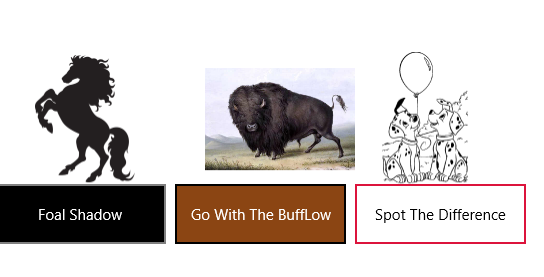 Foal Shadow
Go With The BuffLow
Spot The Difference